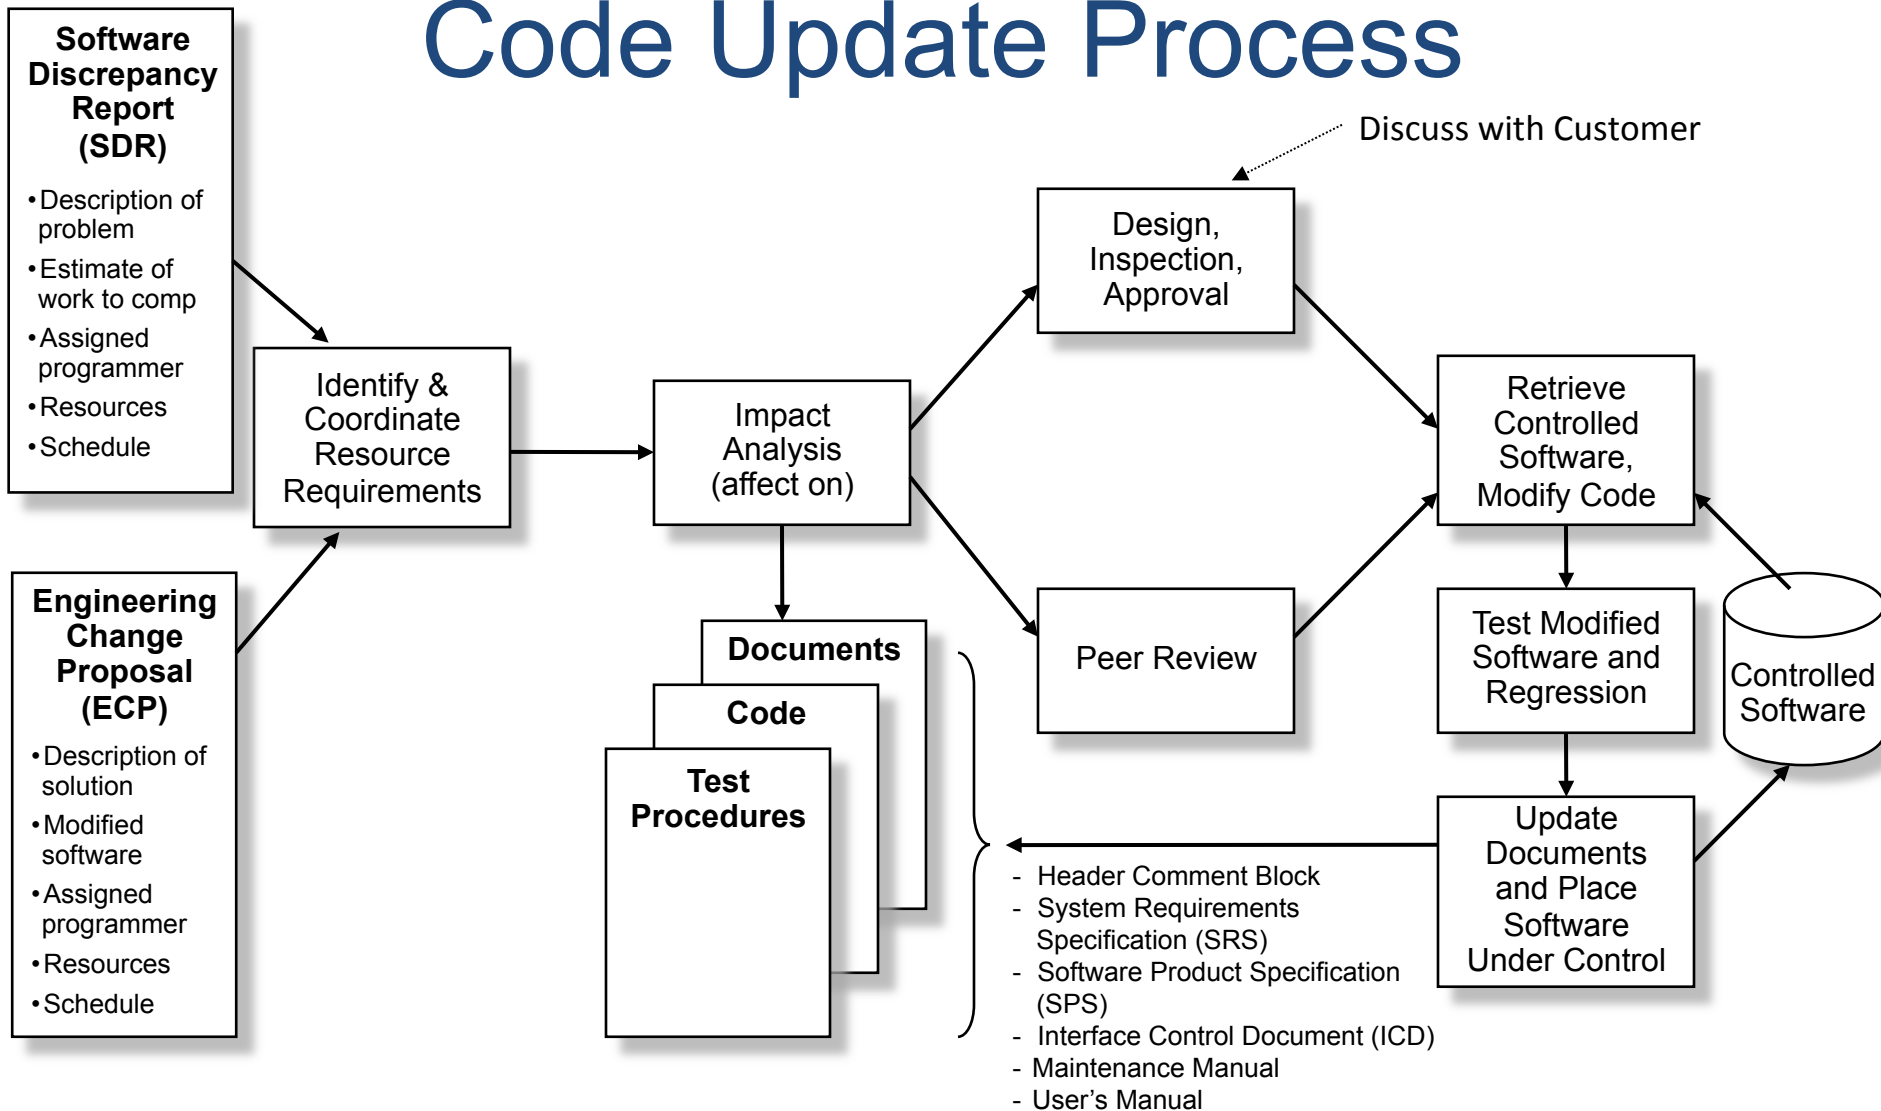 Code Update Process
Software
Discrepancy
Report
(SDR)
•Description of
problem
•Estimate of
work to comp
•Assigned
programmer
•Resources
•Schedule
Engineering
Change
Proposal
(ECP)
•Description of
solution
•Modified
software
•Assigned
programmer
•Resources
•Schedule
Identify &
Coordinate
Resource
Requirements
Impact
Analysis
(affect on)
Documents
Code
Test
Procedures
Discuss with Customer
Design,
Inspection,
Approval
Peer Review
Retrieve
Controlled
Software,
Modify Code
Test Modified
Software and
Regression
Controlled
Software
Update
Documents
and Place
Software
Under Control
- Header Comment Block
- System Requirements
Specification (SRS)
- Software Product Specification
(SPS)
- Interface Control Document (ICD)
- Maintenance Manual
- User’s Manual